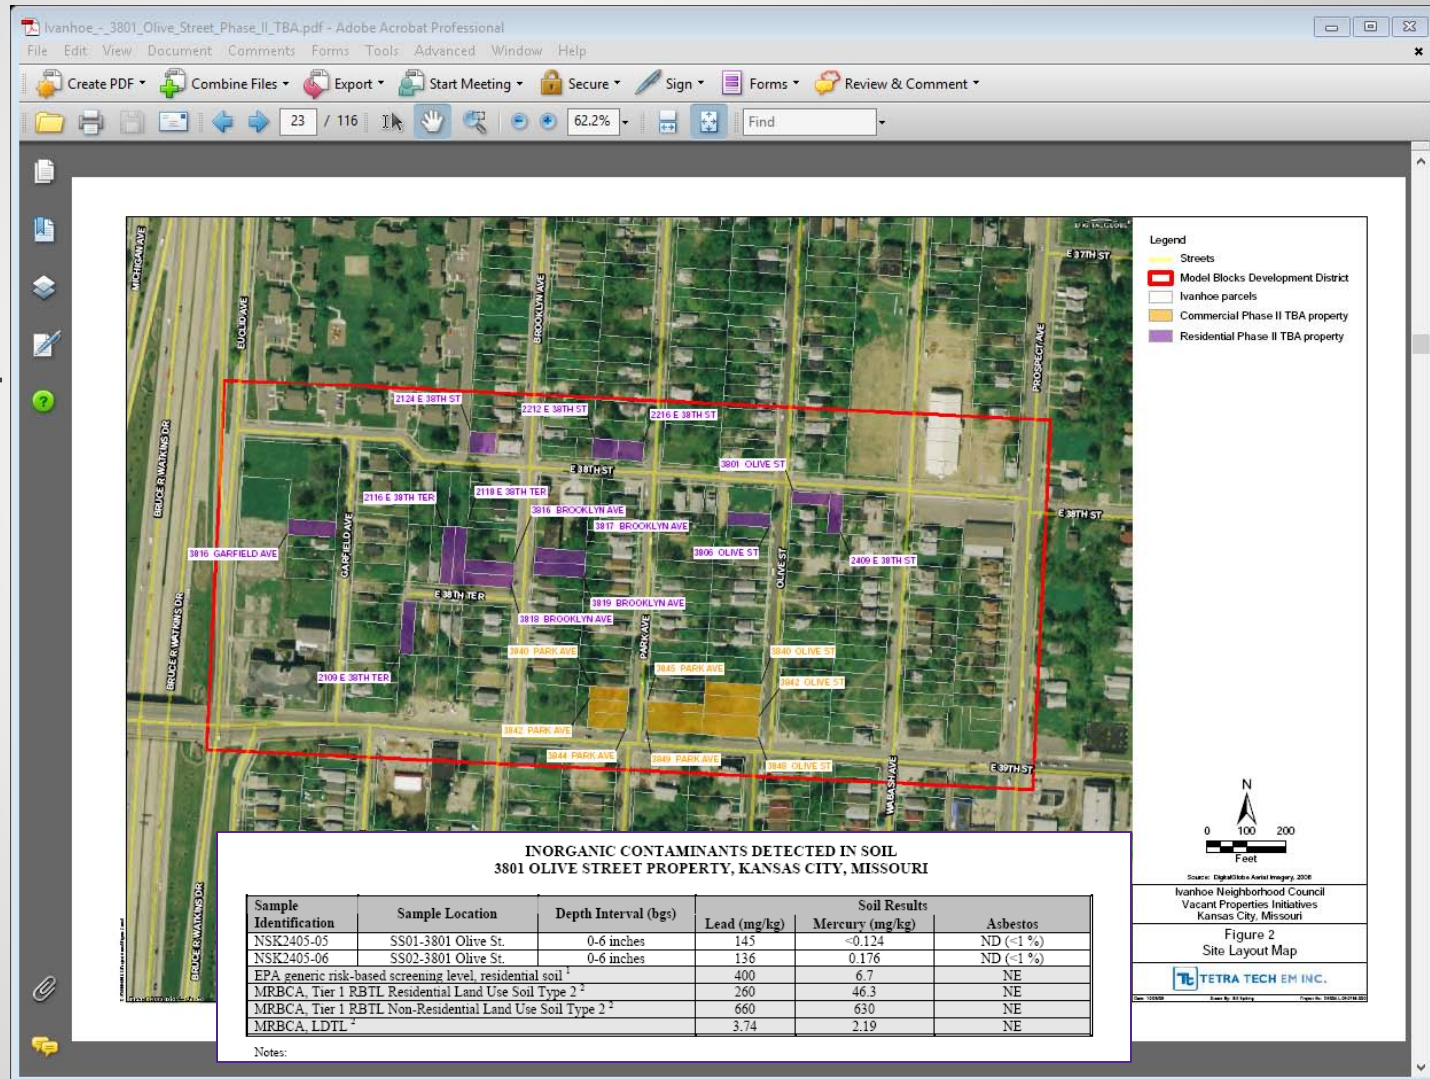 Ivanhoe_-_3801_Olive_Street_Phase_II_TBA.pdf - Adobe Acrobat Professional
File Edit View Document Comments Forms Tools Advanced Window Help
Create PDF Combine Files Export Start Meeting Secure Sign Forms Review & Comment
23 / 116 62.2% Find
MICHIGAN AVE
EUCLID AVE
BROOKLYN AVE
PROSPECT AVE
E 37TH ST
Legend
Streets
Model Blocks Development District
Ivanhoe parcels
Commercial Phase II TBA property
Residential Phase II TBA property
2124 E 38TH ST
2212 E 38TH ST
2216 E 38TH ST
BRUCE R WATKINS DR
E 38TH ST
3801 OLIVE ST
2116 E 38TH TER
2118 E 38TH TER
3816 BROOKLYN AVE
3817 BROOKLYN AVE
E 38TH ST
3816 GARFIELD AVE
GARFIELD AVE
3806 OLIVE ST
OLIVE ST
2409 E 38TH ST
E 38TH TER
3819 BROOKLYN AVE
3818 BROOKLYN AVE
BRUCE R WATKINS DR
PARK AVE
3840 PARK AVE
3845 PARK AVE
3840 OLIVE ST
2109 E 38TH TER
3842 OLIVE ST
3842 PARK AVE
3844 PARK AVE
3849 PARK AVE
3848 OLIVE ST
WABASH AVE
E 39TH ST
BRUCE R WATKINS DR
N
0 100 200
Feet
Source: DigitalGlobe Aerial Imagery, 2006
Ivanhoe Neighborhood Council
Vacant Properties Initiatives
Kansas City, Missouri
Figure 2
Site Layout Map
TETRA TECH EM INC.
INORGANIC CONTAMINANTS DETECTED IN SOIL
3801 OLIVE STREET PROPERTY, KANSAS CITY, MISSOURI
Sample Identification Sample Location Depth Interval (bgs) Soil Results
Lead (mg/kg) Mercury (mg/kg) Asbestos
NSK2405-05 SS01-3801 Olive St. 0-6 inches 145 <0.124 ND (<1 %)
NSK2405-06 SS02-3801 Olive St. 0-6 inches 136 0.176 ND (<1 %)
EPA generic risk-based screening level, residential soil 1 400 6.7 NE
MRBCA, Tier 1 RBTL Residential Land Use Soil Type 2 2 260 46.3 NE
MRBCA, Tier 1 RBTL Non-Residential Land Use Soil Type 2 2 660 630 NE
MRBCA, LDTL 2 3.74 2.19 NE
Notes: